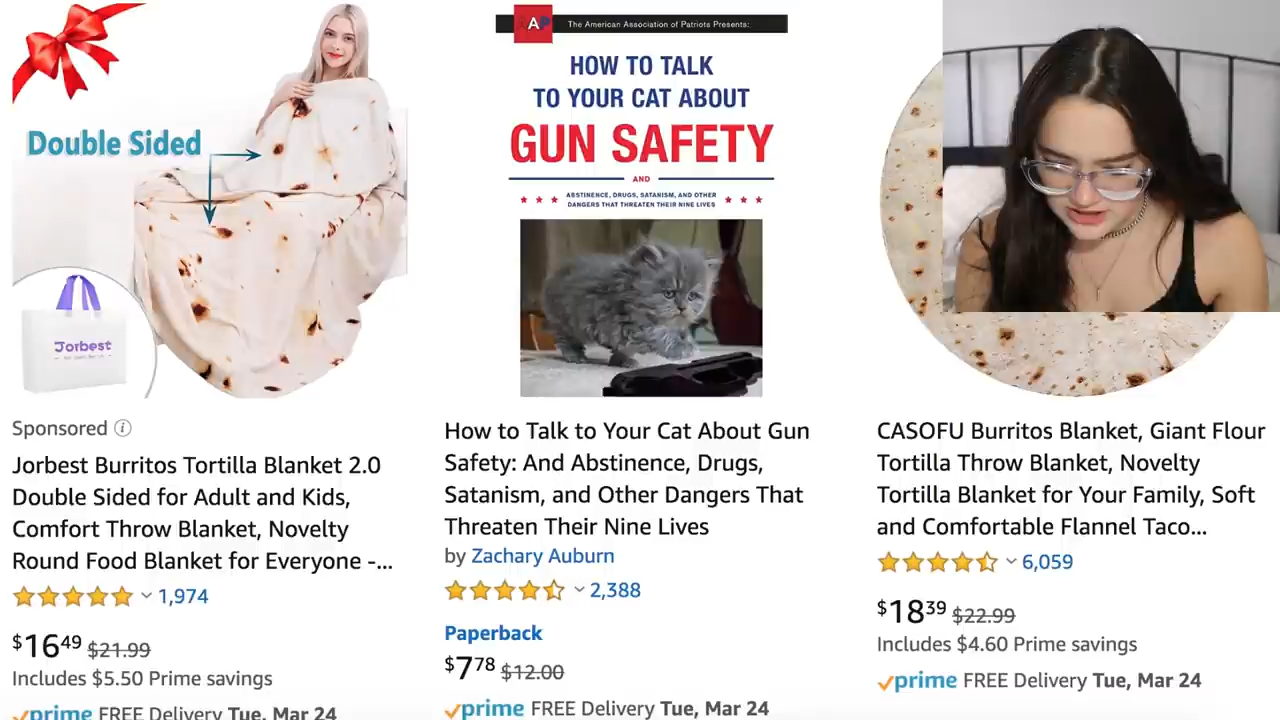 Double Sided
Jorbest
Sponsored
Jorbest Burritos Tortilla Blanket 2.0
Double Sided for Adult and Kids,
Comfort Throw Blanket, Novelty
Round Food Blanket for Everyone -...
1,974
$16.49 $21.99
Includes $5.50 Prime savings
prime FREE Delivery Tue, Mar 24
AAP The American Association of Patriots Presents:
HOW TO TALK
TO YOUR CAT ABOUT
GUN SAFETY
AND
ABSTINENCE, DRUGS, SATANISM, AND OTHER
DANGERS THAT THREATEN THEIR NINE LIVES
How to Talk to Your Cat About Gun
Safety: And Abstinence, Drugs,
Satanism, and Other Dangers That
Threaten Their Nine Lives
by Zachary Auburn
2,388
Paperback
$7.78 $12.00
prime FREE Delivery Tue, Mar 24
CASOFU Burritos Blanket, Giant Flour
Tortilla Throw Blanket, Novelty
Tortilla Blanket for Your Family, Soft
and Comfortable Flannel Taco...
6,059
$18.39 $22.99
Includes $4.60 Prime savings
prime FREE Delivery Tue, Mar 24